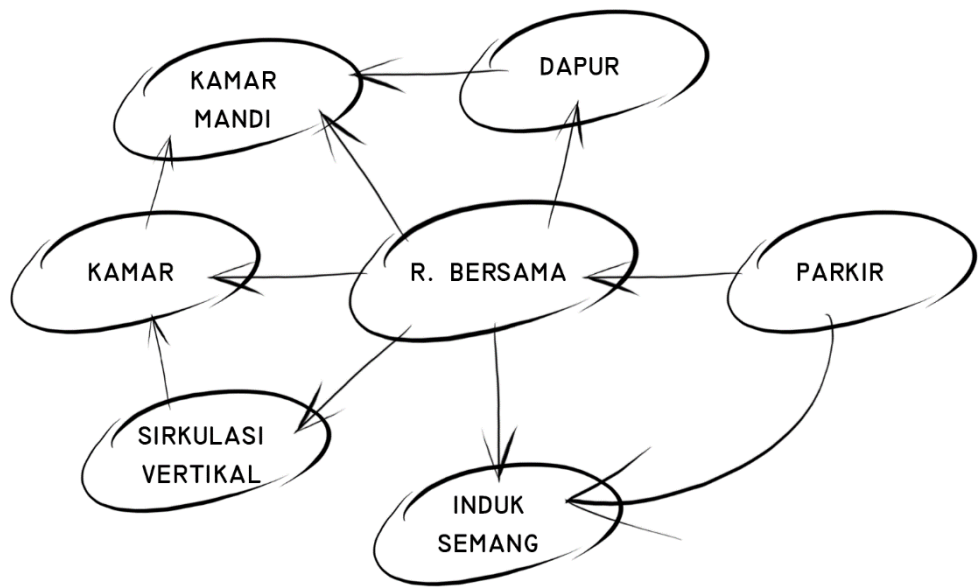 KAMAR
MANDI
DAPUR
KAMAR
R. BERSAMA
PARKIR
SIRKULASI
VERTIKAL
INDUK
SEMANG